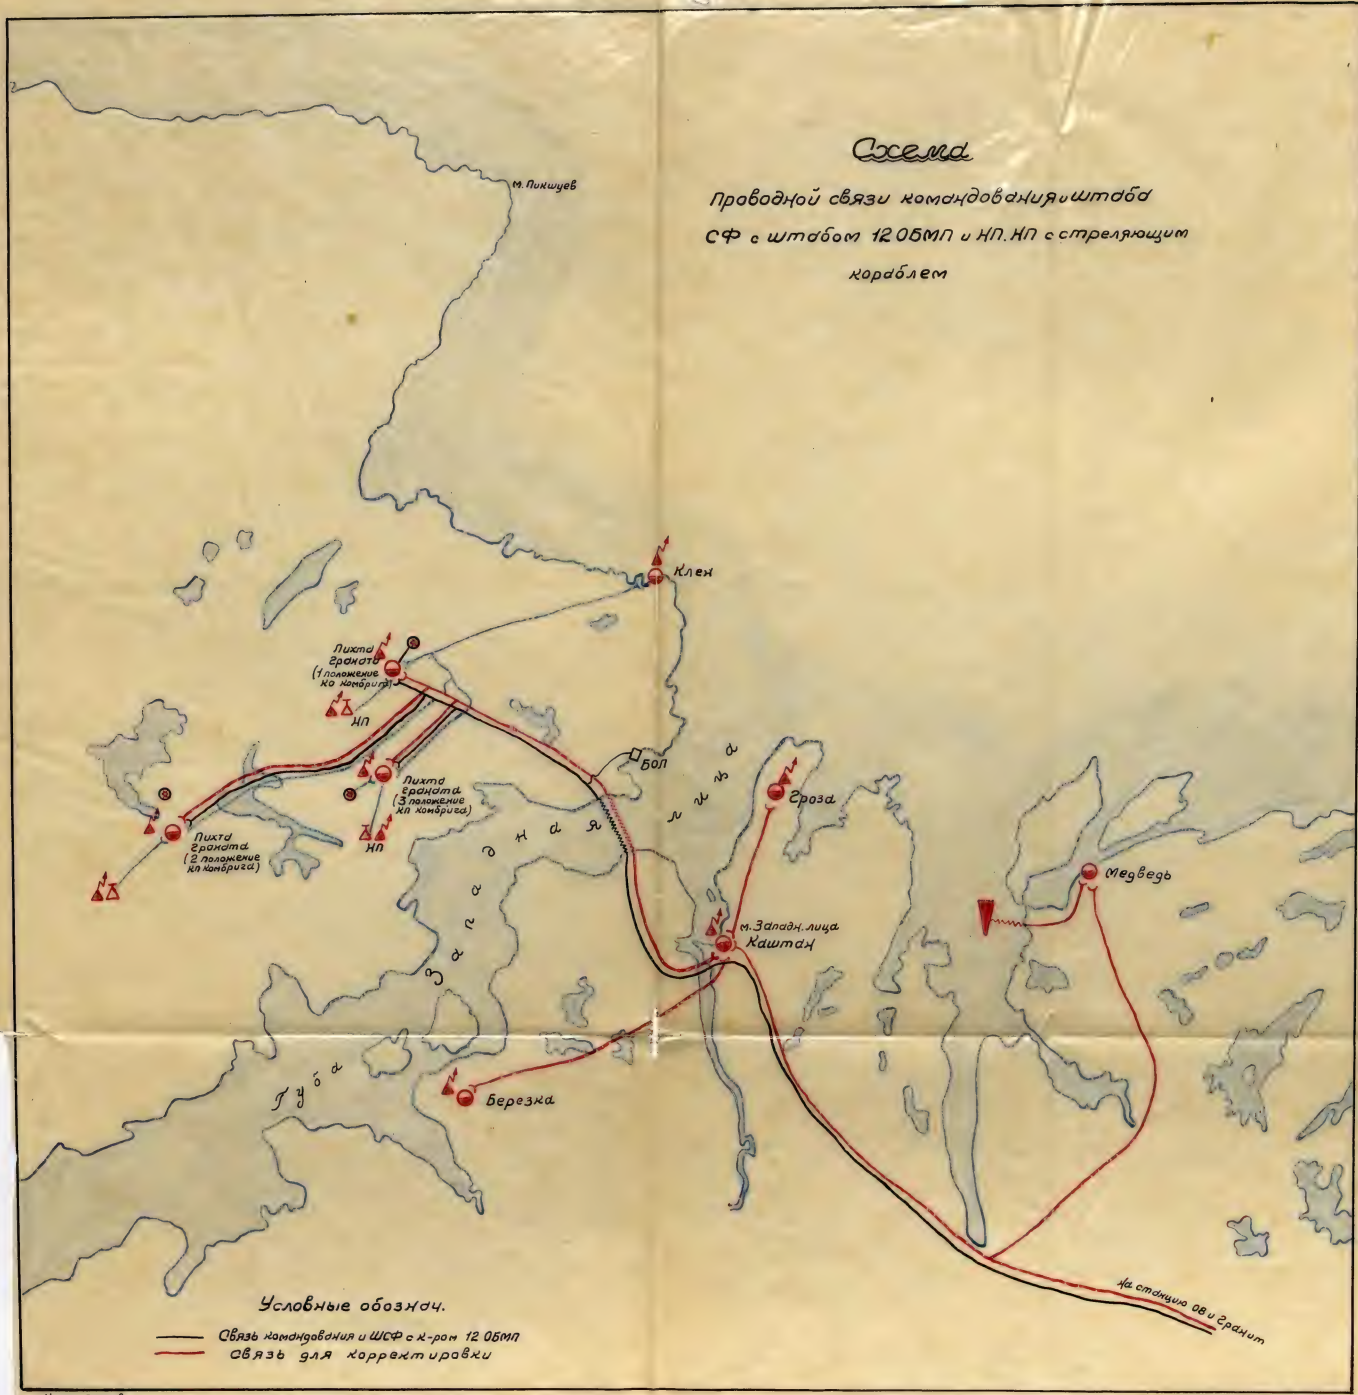 Схема
Проводной связи командования и штаба
СФ с штабом 12 ОБМП и НП. НП с стреляющим
кораблем
м. Пикшуев
Клен
Пихта
Граната
(1 положение
КП Комбрига)
НП
БОЛ
Пихта
Граната
(3 положение
КП Комбрига)
НП
Пихта
Граната
(2 положение
КП Комбрига)
Гроза
Медведь
м. Западн. лица
Каштан
Губа Западная лица
Березка
На станцию ОВ и Гранит
Условные обознач.
Связь командования и ШСФ с к-ром 12 ОБМП
Связь для корректировки